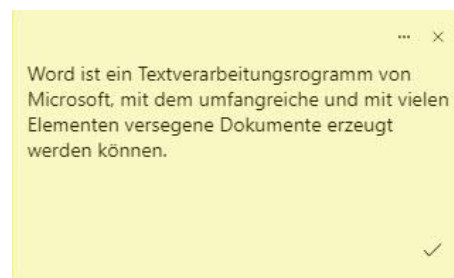 Word ist ein Textverarbeitungsrogramm von
Microsoft, mit dem umfangreiche und mit vielen
Elementen versegene Dokumente erzeugt
werden können.